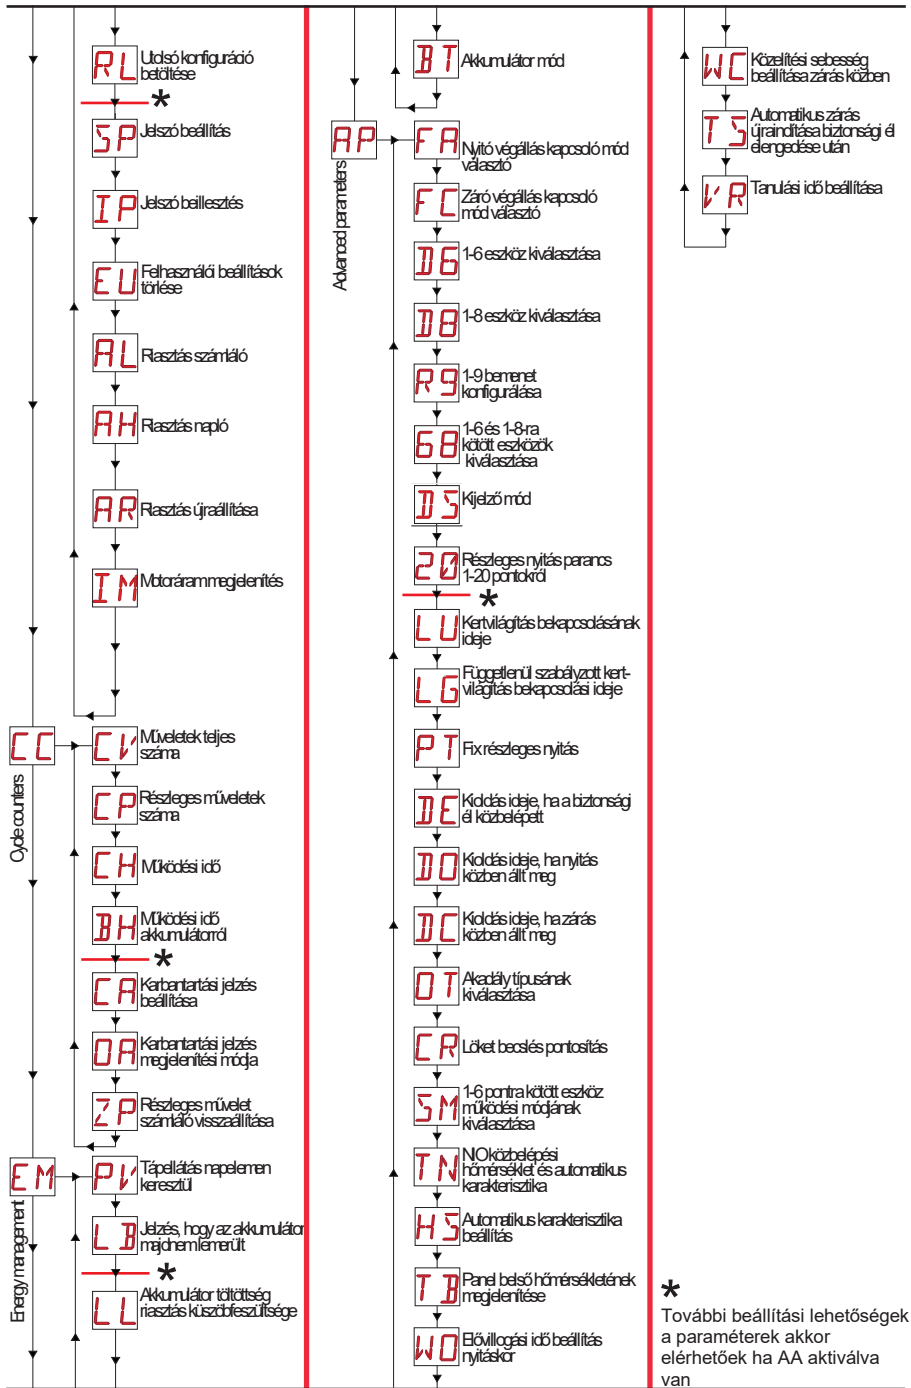 RL
Utolsó konfiguráció
betöltése
*
SP
Jelszó beállítás
IP
Jelszó beillesztés
EU
Felhasználói beállítások
törlése
AL
Riasztás számláló
AH
Riasztás napló
AR
Riasztás újraállítása
IM
Motoráram megjelenítés
CC
Cycle counters
CV
Műveletek teljes
száma
CP
Részleges műveletek
száma
CH
Működési idő
BH
Működési idő
akkumulátorról
*
CA
Karbantartási jelzés
beállítása
OA
Karbantartási jelzés
megjelenítési módja
ZP
Részleges művelet
számláló visszaállítása
EM
Energy management
PV
Tápellátás napelemen
keresztül
LB
Jelzés, hogy az akkumulátor
majdnem lemerült
*
LL
Akkumulátor töltöttség
riasztás küszöbfeszültsége
BT
Akkumulátor mód
AP
Advanced parameters
FA
Nyitó végállás kapcsoló mód
választó
FC
Záró végállás kapcsoló
mód választó
D6
1-6 eszköz kiválasztása
D8
1-8 eszköz kiválasztása
R9
1-9 bemenet
konfigurálása
68
1-6 és 1-8-ra
kötött eszközök
kiválasztása
DS
Kijelző mód
20
Részleges nyitás parancs
1-20 pontokról
*
LU
Kertvilágítás bekapcsolásának
ideje
LG
Függetlenül szabályzott kert-
világítás bekapcsolási ideje
PT
Fix részleges nyitás
DE
Kioldás ideje, ha a biztonsági
él közbelépett
DO
Kioldás ideje, ha nyitás
közben állt meg
DC
Kioldás ideje, ha zárás
közben állt meg
OT
Akadály típusának
kiválasztása
CR
Löket becslés pontosítás
SM
1-6 pontra kötött eszköz
működési módjának
kiválasztása
TN
NIO közbelépési
hőmérséklet és automatikus
karakterisztika
HS
Automatikus karakterisztika
beállítás
TB
Panel belső hőmérsékletének
megjelenítése
WO
Elővillogási idő beállítás
nyitáskor
WC
Közelítési sebesség
beállítása zárás közben
TS
Automatikus zárás
újraindítása biztonsági él
elengedése után
VR
Tanulási idő beállítása
*
További beállítási lehetőségek
a paraméterek akkor
elérhetőek ha AA aktiválva
van